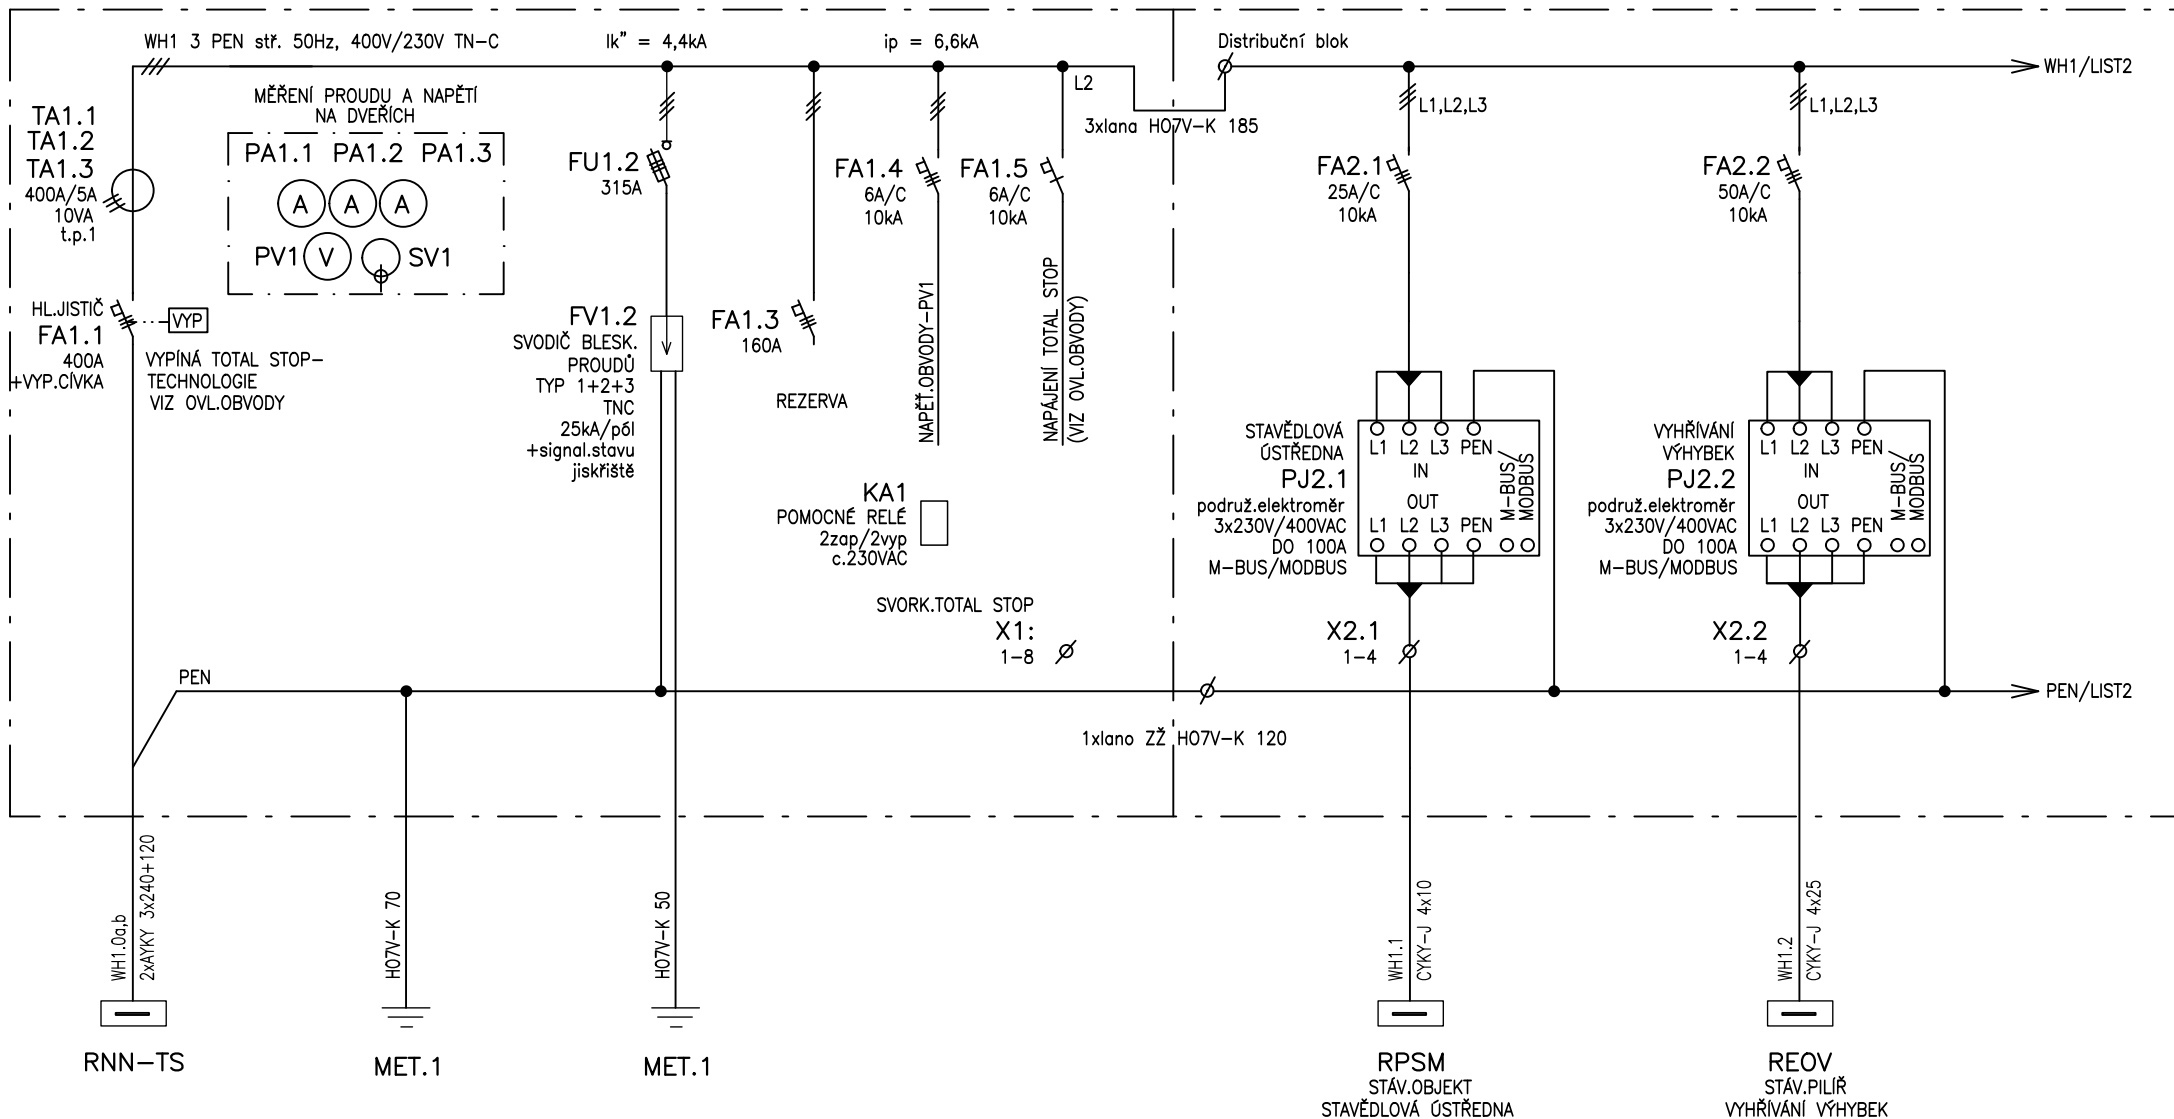 WH1 3 PEN stř. 50Hz, 400V/230V TN-C
Ik" = 4,4kA
ip = 6,6kA
Distribuční blok
WH1/LIST2
L2
3xlana HO7V-K 185
L1,L2,L3
L1,L2,L3
MĚŘENÍ PROUDU A NAPĚTÍ
NA DVEŘÍCH
PA1.1 PA1.2 PA1.3
A A A
PV1 V SV1
TA1.1
TA1.2
TA1.3
400A/5A
10VA
t.p.1
HL.JISTIČ
FA1.1
400A
+VYP.CÍVKA
VYP
VYPÍNÁ TOTAL STOP-
TECHNOLOGIE
VIZ OVL.OBVODY
FU1.2
315A
FV1.2
SVODIČ BLESK.
PROUDŮ
TYP 1+2+3
TNC
25kA/pól
+signal.stavu
jiskřiště
FA1.3
160A
REZERVA
FA1.4
6A/C
10kA
NAPĚŤ.OBVODY-PV1
FA1.5
6A/C
10kA
NAPÁJENÍ TOTAL STOP
(VIZ OVL.OBVODY)
KA1
POMOCNÉ RELÉ
2zap/2vyp
c.230VAC
SVORK.TOTAL STOP
X1:
1-8
FA2.1
25A/C
10kA
STAVĚDLOVÁ
ÚSTŘEDNA
PJ2.1
podruž.elektroměr
3x230V/400VAC
DO 100A
M-BUS/MODBUS
L1 L2 L3 PEN
IN
OUT
L1 L2 L3 PEN
M-BUS/
MODBUS
X2.1
1-4
FA2.2
50A/C
10kA
VYHŘÍVÁNÍ
VÝHYBEK
PJ2.2
podruž.elektroměr
3x230V/400VAC
DO 100A
M-BUS/MODBUS
L1 L2 L3 PEN
IN
OUT
L1 L2 L3 PEN
M-BUS/
MODBUS
X2.2
1-4
PEN
PEN/LIST2
1xlano ZŽ HO7V-K 120
WH1.0a,b
2xAYKY 3x240+120
HO7V-K 70
HO7V-K 50
WH1.1
CYKY-J 4x10
WH1.2
CYKY-J 4x25
RNN-TS
MET.1
MET.1
RPSM
STÁV.OBJEKT
STAVĚDLOVÁ ÚSTŘEDNA
REOV
STÁV.PILÍŘ
VYHŘÍVÁNÍ VÝHYBEK